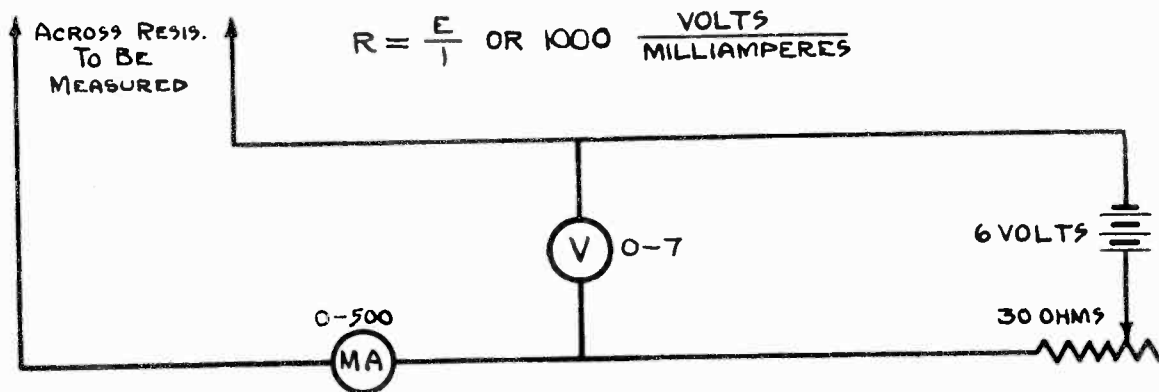 ACROSS RESIS.
TO BE
MEASURED
R = E/I OR 1000 VOLTS/MILLIAMPERES
V
0-7
6 VOLTS
0-500
MA
30 OHMS